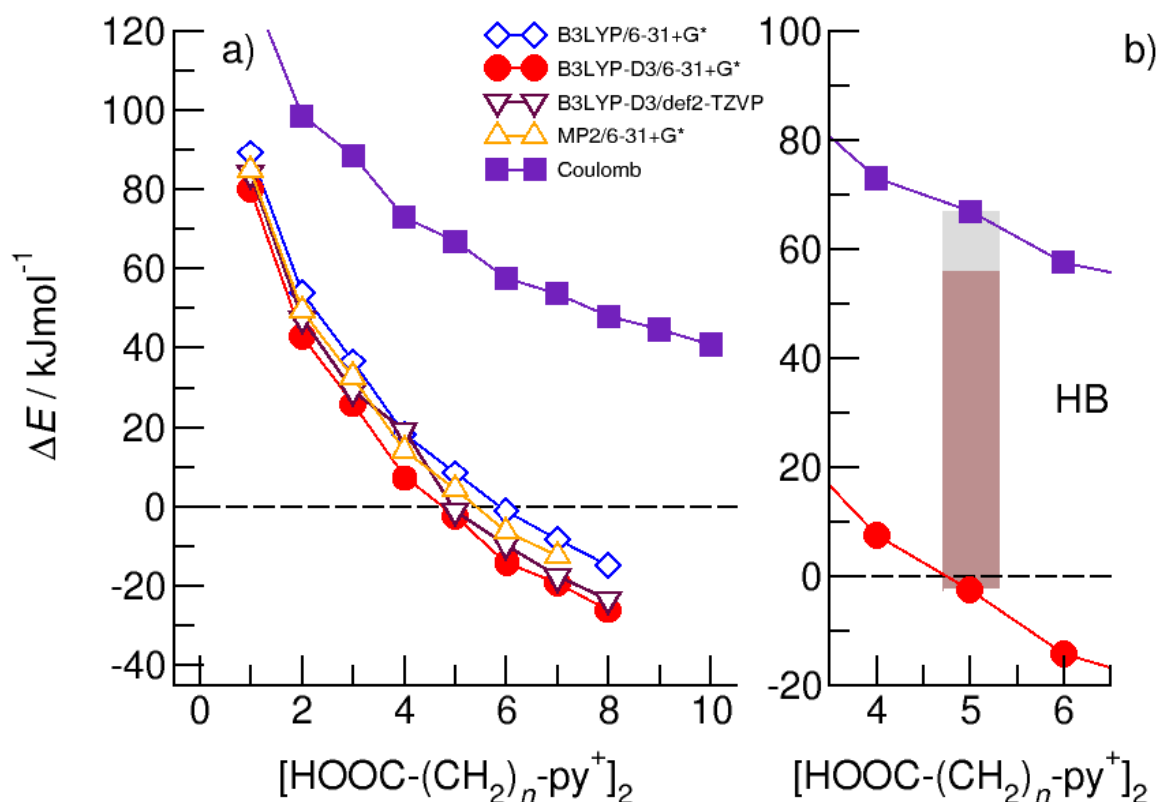 a)
B3LYP/6-31+G*
B3LYP-D3/6-31+G*
B3LYP-D3/def2-TZVP
MP2/6-31+G*
Coulomb
120
100
80
60
40
20
0
-20
-40
ΔE / kJmol⁻¹
0 2 4 6 8 10
[HOOC-(CH₂)ₙ-py⁺]₂
b)
100
80
60
40
20
0
-20
HB
4 5 6
[HOOC-(CH₂)ₙ-py⁺]₂